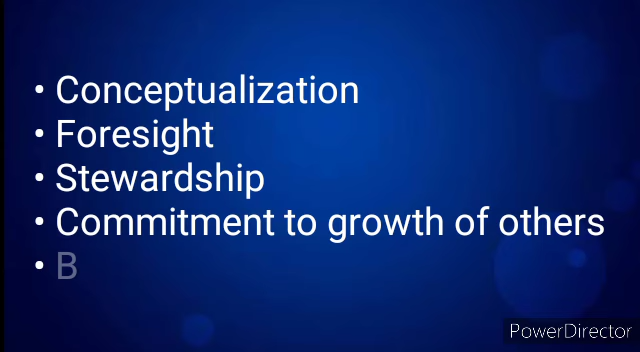 • Conceptualization
• Foresight
• Stewardship
• Commitment to growth of others
• B
PowerDirector